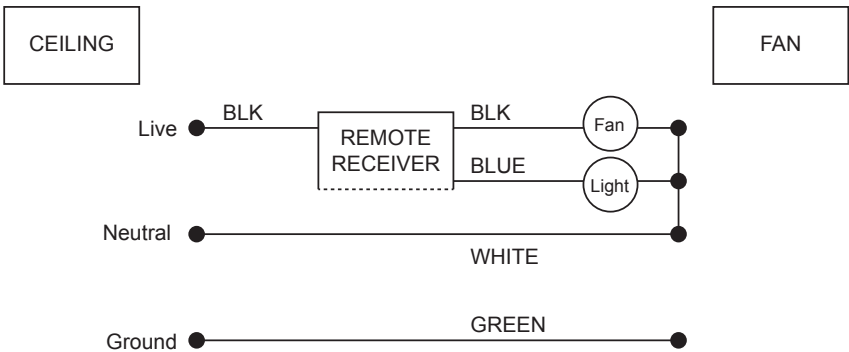 CEILING
FAN
Live
BLK
REMOTE
RECEIVER
BLK
Fan
BLUE
Light
Neutral
WHITE
Ground
GREEN